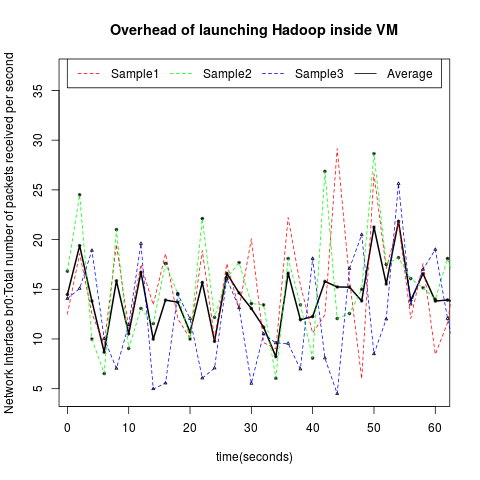 Overhead of launching Hadoop inside VM
Network Interface br0:Total number of packets received per second
Sample1 Sample2 Sample3 Average
35
30
25
20
15
10
5
0 10 20 30 40 50 60
time(seconds)